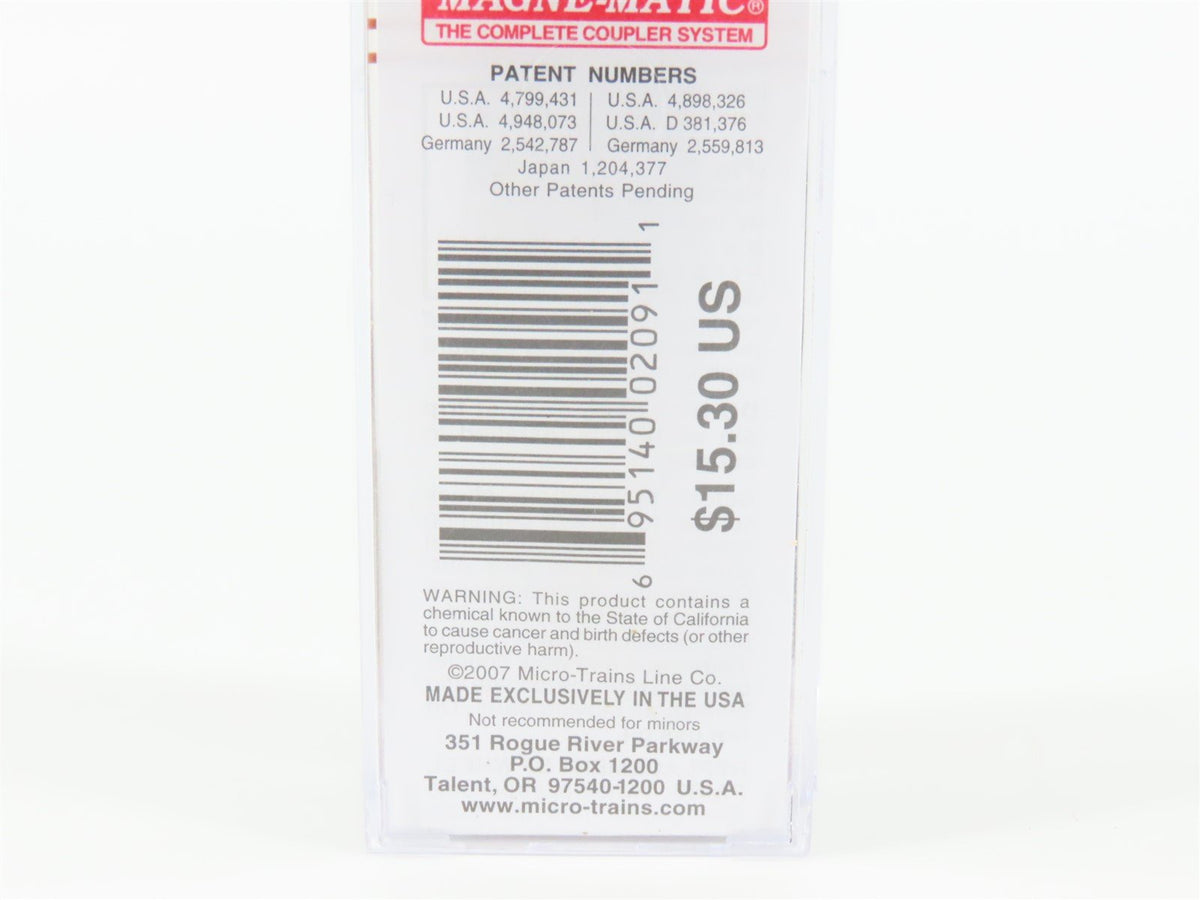 MAGNE-MATIC®
THE COMPLETE COUPLER SYSTEM
PATENT NUMBERS
U.S.A. 4,799,431 | U.S.A. 4,898,326
U.S.A. 4,948,073 | U.S.A. D 381,376
Germany 2,542,787 | Germany 2,559,813
Japan 1,204,377
Other Patents Pending
6 95140 02091 1
$15.30 US
WARNING: This product contains a
chemical known to the State of California
to cause cancer and birth defects (or other
reproductive harm).
©2007 Micro-Trains Line Co.
MADE EXCLUSIVELY IN THE USA
Not recommended for minors
351 Rogue River Parkway
P.O. Box 1200
Talent, OR 97540-1200 U.S.A.
www.micro-trains.com